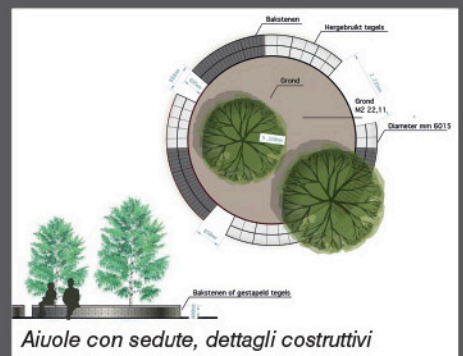 Bakstenen
Hergebruikt tegels
Grond
Grond
M2 22,11
Diameter mm 6015
Bakstenen of gestapeld tegels
Aiuole con sedute, dettagli costruttivi